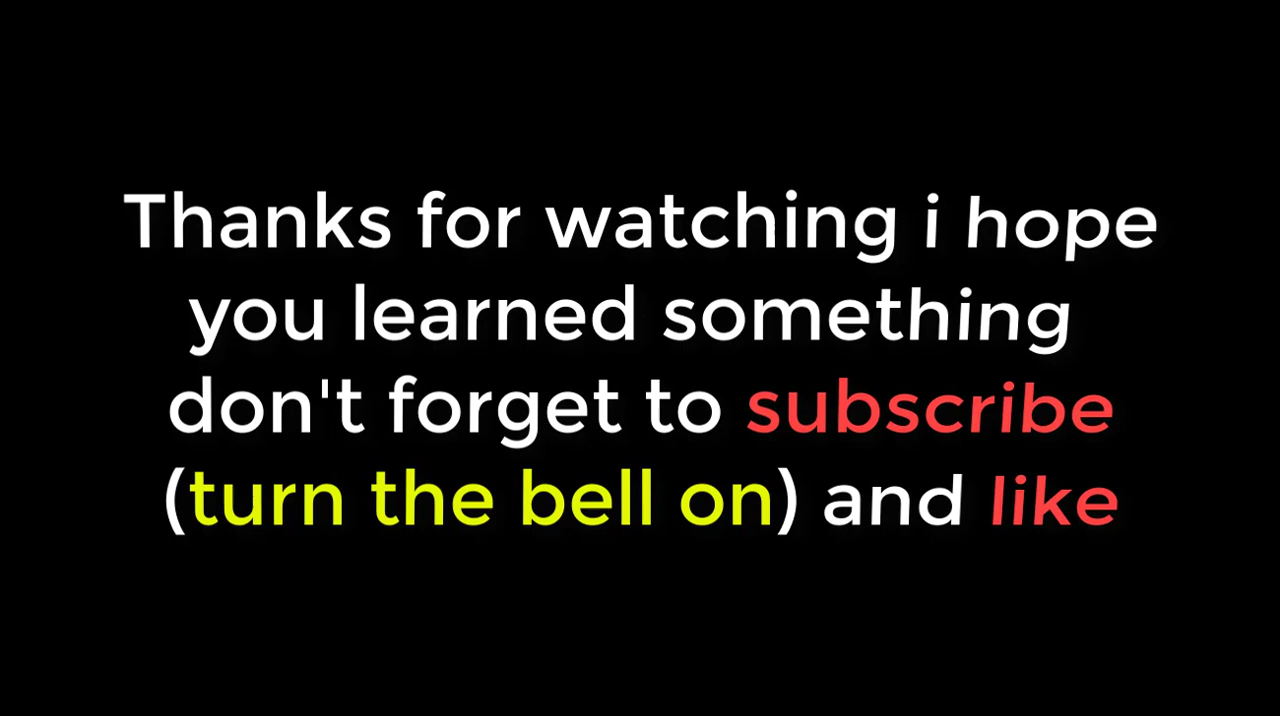 Thanks for watching i hope
you learned something
don't forget to subscribe
(turn the bell on) and like